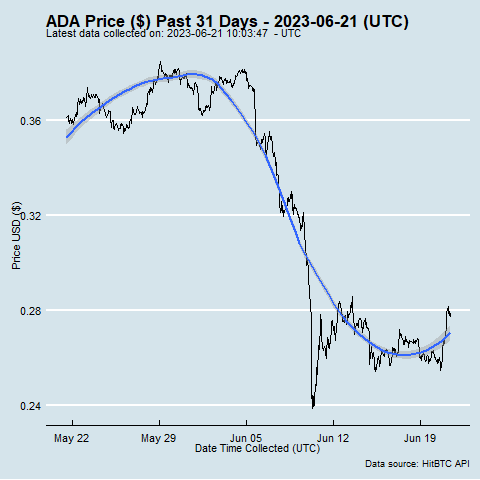 ADA Price ($) Past 31 Days - 2023-06-21 (UTC)
Latest data collected on: 2023-06-21 10:03:47 - UTC
Price USD ($)
0.36
0.32
0.28
0.24
May 22 May 29 Jun 05 Jun 12 Jun 19
Date Time Collected (UTC)
Data source: HitBTC API